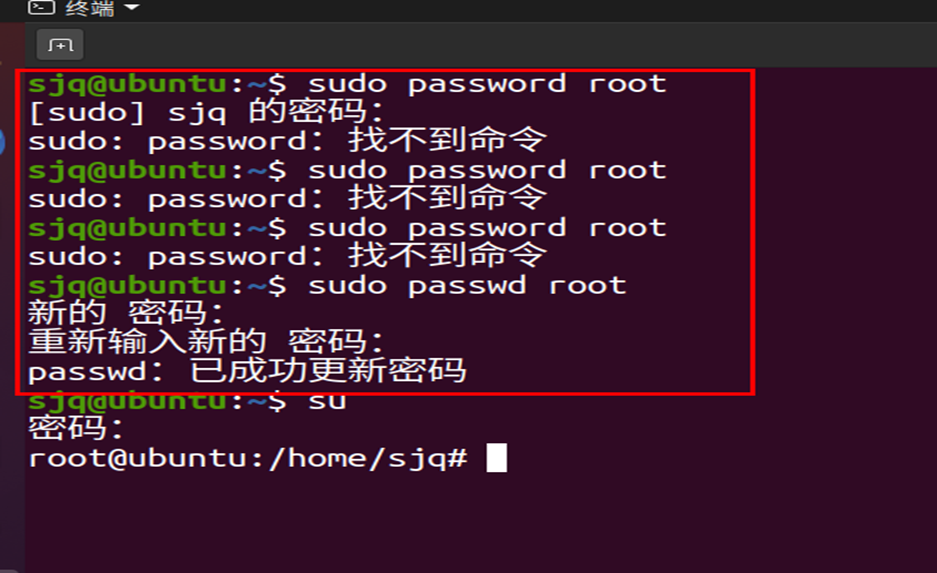 终端
sjq@ubuntu:~$ sudo password root
[sudo] sjq 的密码：
sudo: password：找不到命令
sjq@ubuntu:~$ sudo password root
sudo: password：找不到命令
sjq@ubuntu:~$ sudo password root
sudo: password：找不到命令
sjq@ubuntu:~$ sudo passwd root
新的 密码：
重新输入新的 密码：
passwd：已成功更新密码
sjq@ubuntu:~$ su
密码：
root@ubuntu:/home/sjq#